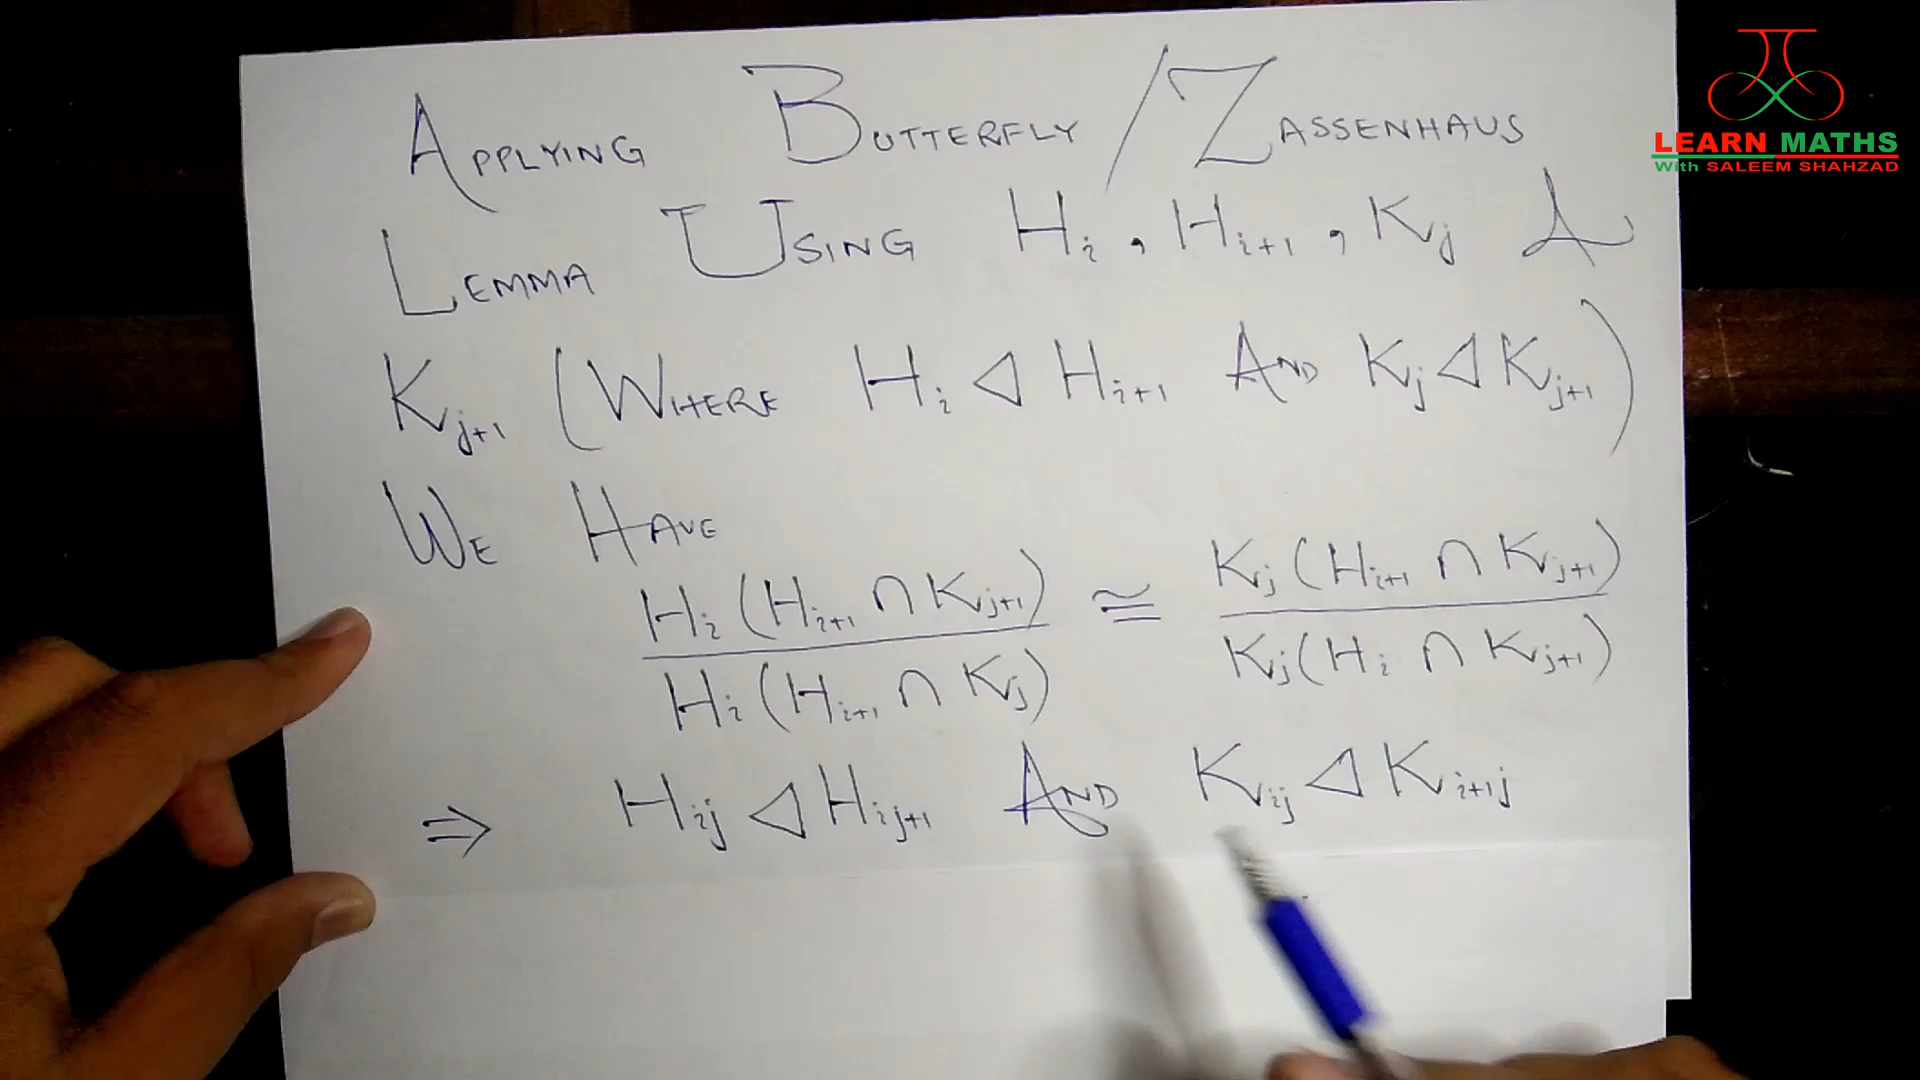 APPLYING BUTTERFLY/ZASSENHAUS
LEMMA USING Hi, Hi+1, Kj &
Kj+1 (WHERE Hi ◁ Hi+1 AND Kj ◁ Kj+1)
WE HAVE
Hi (Hi+1 ∩ Kj+1) / Hi (Hi+1 ∩ Kj) ≅ Kj (Hi+1 ∩ Kj+1) / Kj (Hi ∩ Kj+1)
⇒ Hij ◁ Hij+1 AND Kij ◁ Ki+1j
LEARN MATHS
With SALEEM SHAHZAD